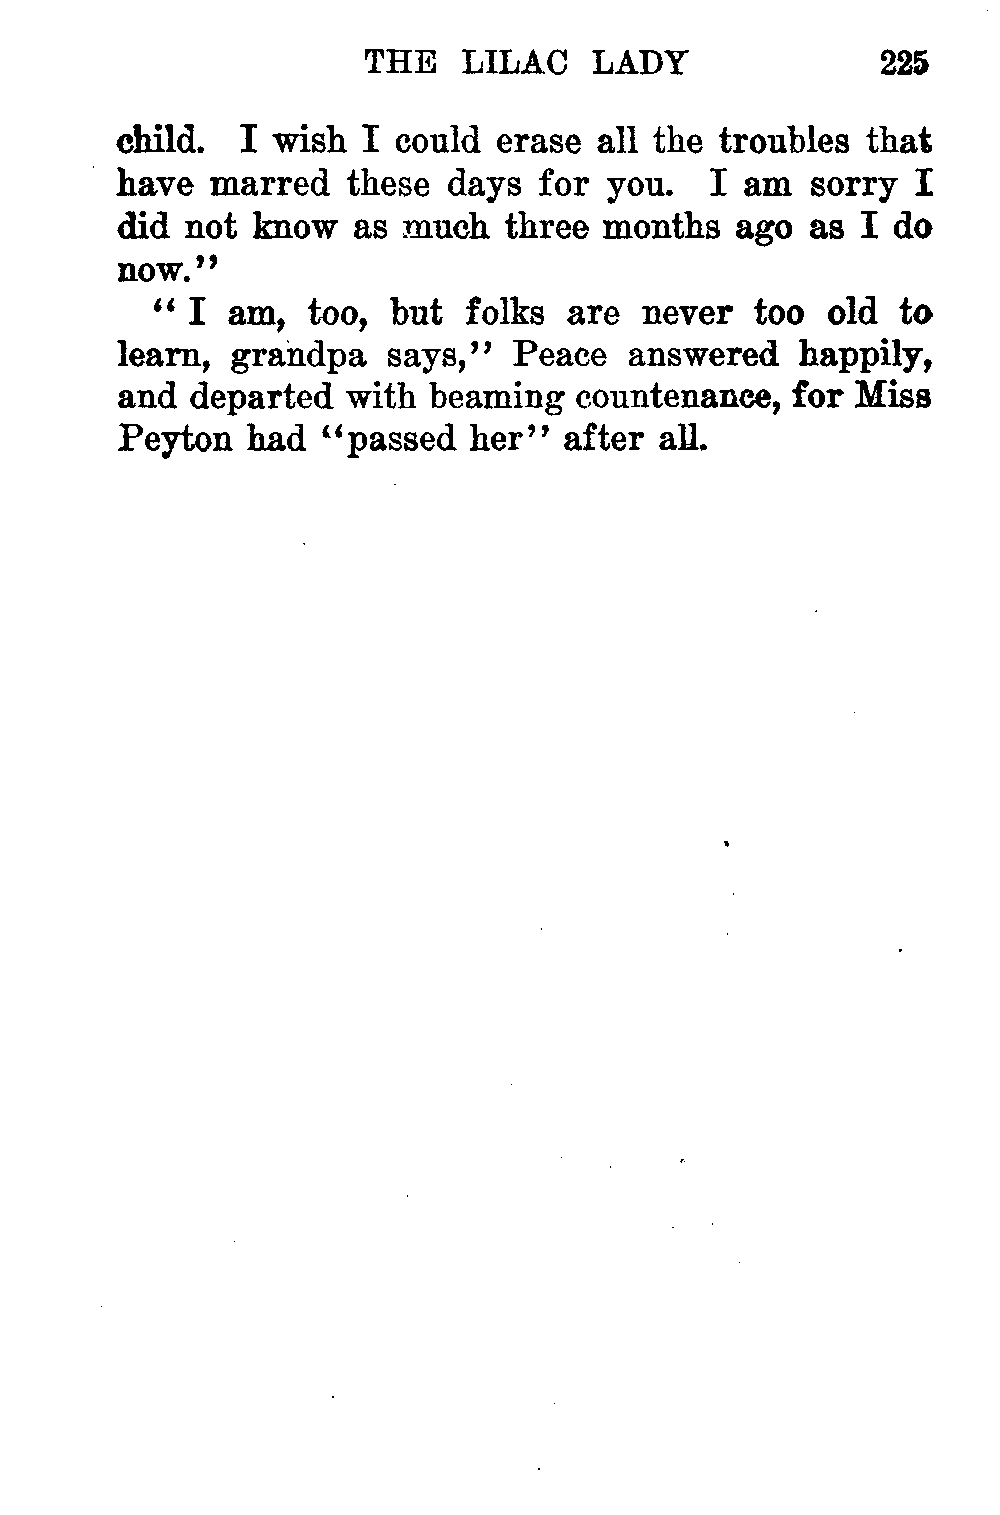 THE LILAC LADY 225
child. I wish I could erase all the troubles that
have marred these days for you. I am sorry I
did not know as much three months ago as I do
now."
" I am, too, but folks are never too old to
learn, grandpa says," Peace answered happily,
and departed with beaming countenance, for Miss
Peyton had "passed her" after all.